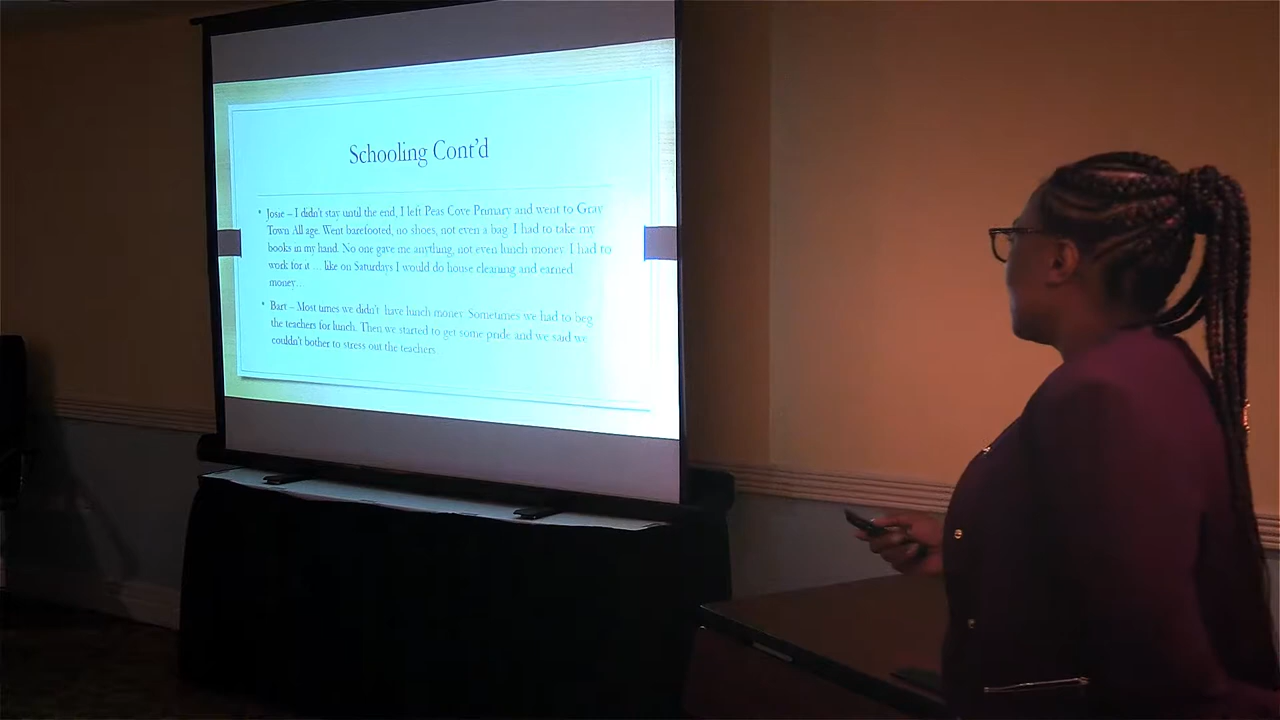 Schooling Cont'd
• Josie – I didn't stay until the end, I left Peas Cove Primary and went to Gray
Town All age. Went barefooted, no shoes, not even a bag. I had to take my
books in my hand. No one gave me anything, not even lunch money. I had to
work for it … like on Saturdays I would do house cleaning and earned
money…
• Bart – Most times we didn't have lunch money. Sometimes we had to beg
the teachers for lunch. Then we started to get some pride and we said we
couldn't bother to stress out the teachers